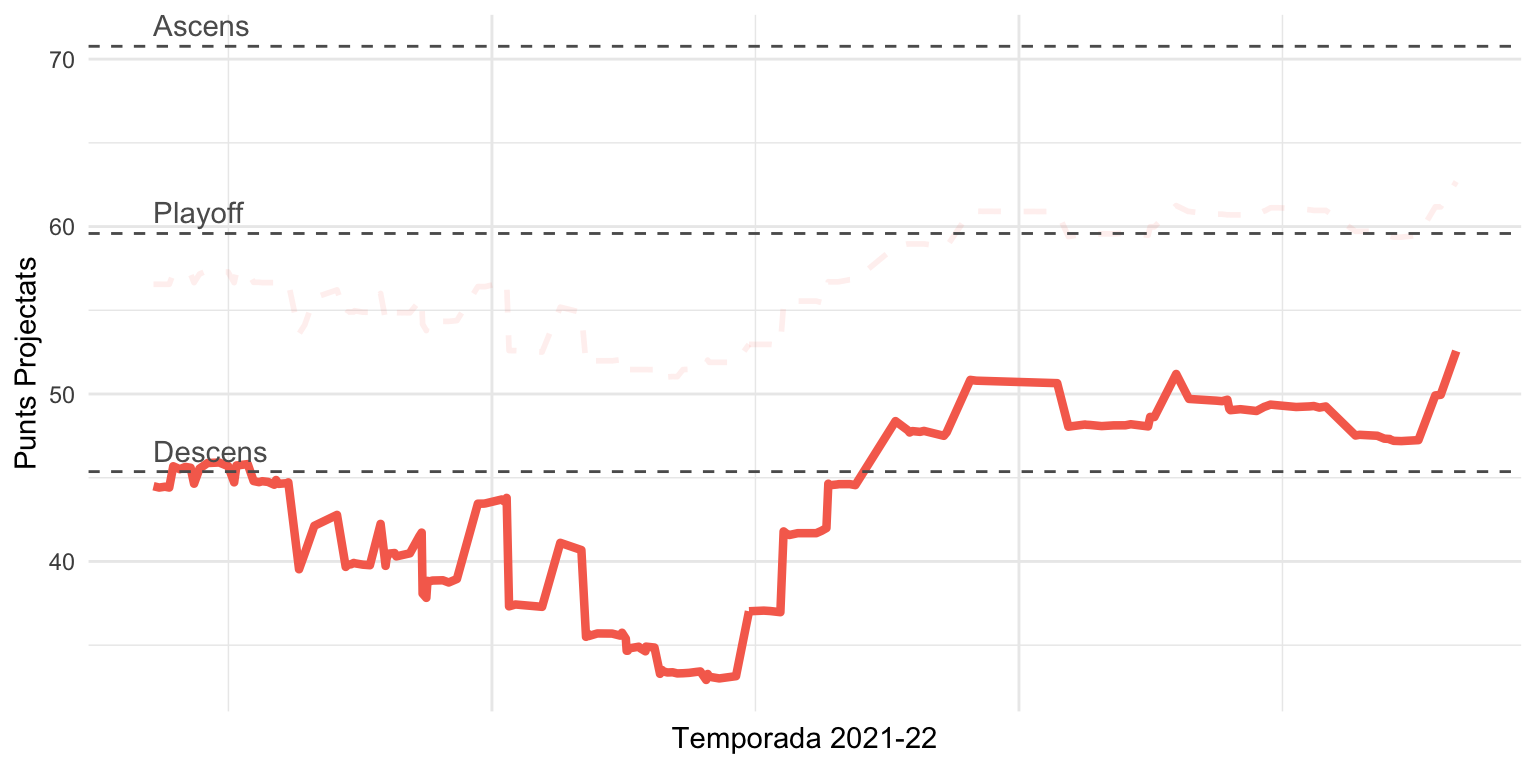 Ascens
70
Playoff
60
Punts Projectats
50
Descens
40
Temporada 2021-22